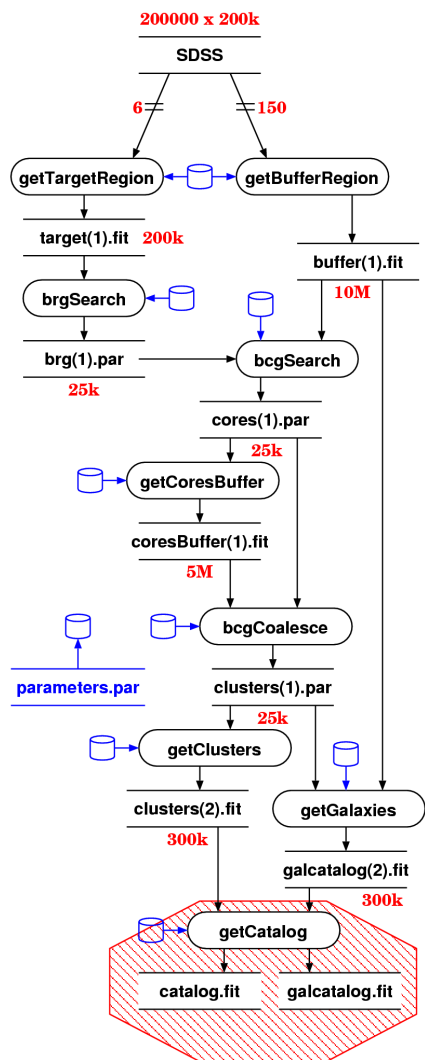 200000 x 200k
SDSS
6
150
getTargetRegion
getBufferRegion
target(1).fit
200k
buffer(1).fit
10M
brgSearch
brg(1).par
25k
bcgSearch
cores(1).par
25k
getCoresBuffer
coresBuffer(1).fit
5M
bcgCoalesce
parameters.par
clusters(1).par
25k
getClusters
clusters(2).fit
300k
getGalaxies
galcatalog(2).fit
300k
getCatalog
catalog.fit
galcatalog.fit